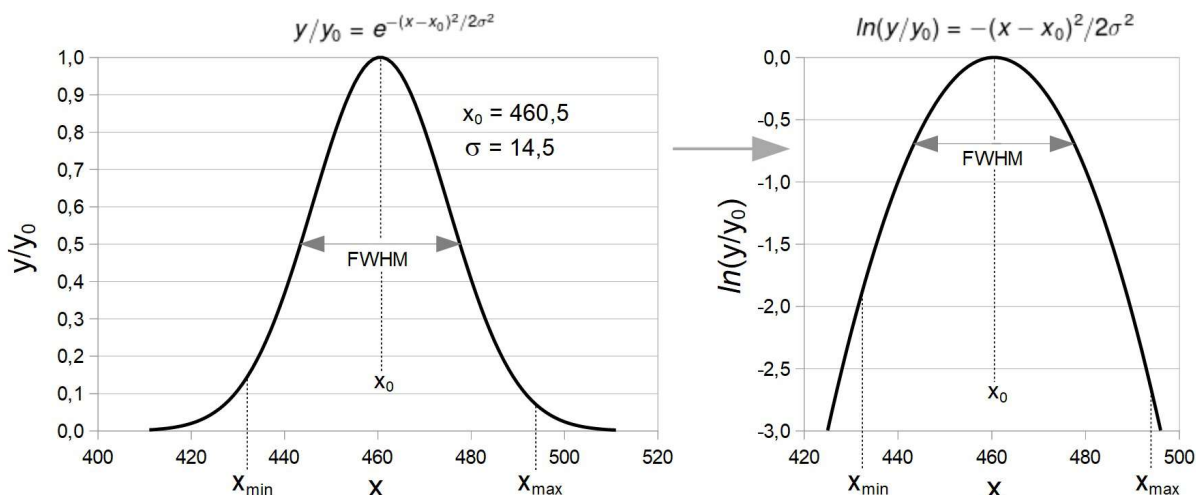 y/y₀ = e^{-(x-x₀)²/2σ²}
1,0
0,9
0,8
0,7
0,6
0,5
0,4
0,3
0,2
0,1
0,0
y/y₀
x₀ = 460,5
σ = 14,5
FWHM
x₀
400 420 440 460 480 500 520
xmin x xmax
ln(y/y₀) = −(x − x₀)²/2σ²
0,0
-0,5
-1,0
-1,5
-2,0
-2,5
-3,0
ln(y/y₀)
FWHM
x₀
420 440 460 480 500
xmin x xmax